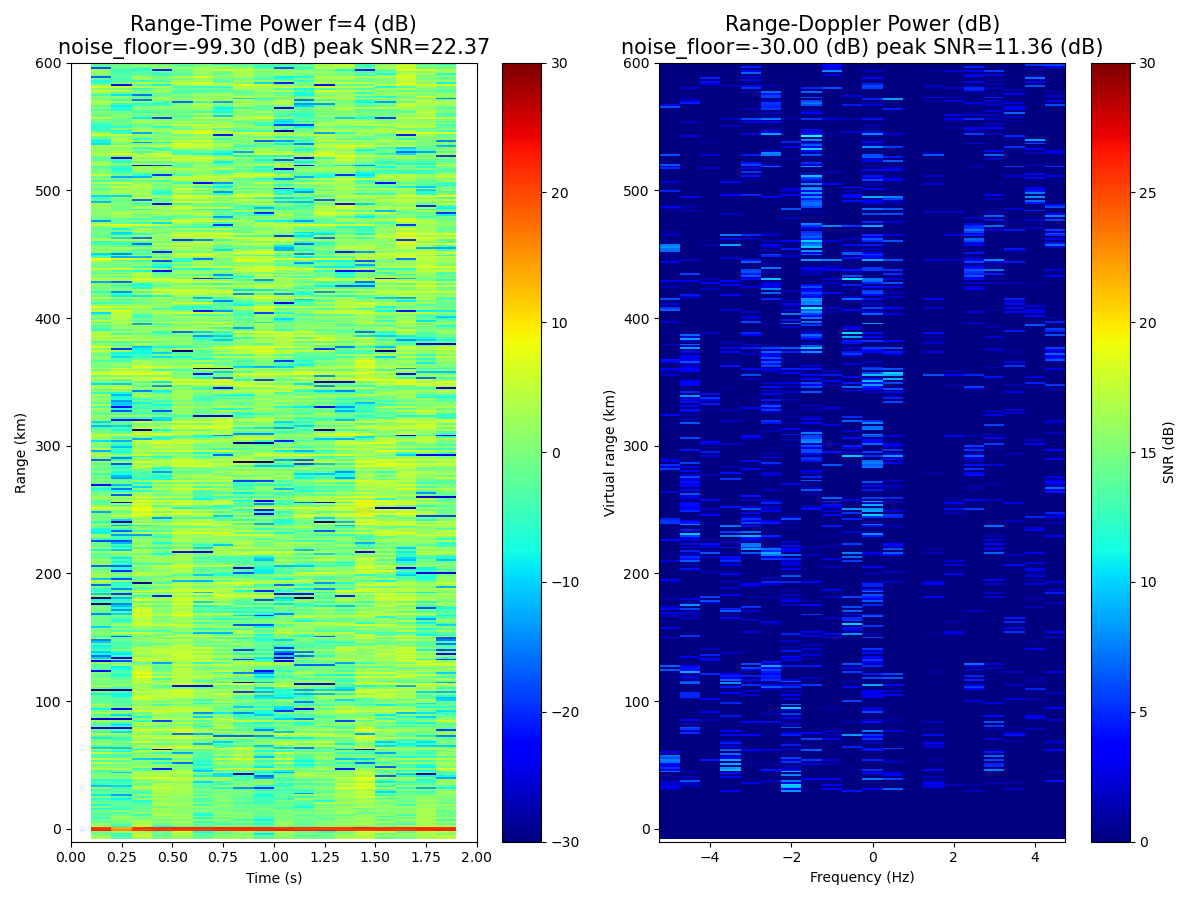 Range-Time Power f=4 (dB)
noise_floor=-99.30 (dB) peak SNR=22.37
Range-Doppler Power (dB)
noise_floor=-30.00 (dB) peak SNR=11.36 (dB)
Range (km)
600
500
400
300
200
100
0
0.00 0.25 0.50 0.75 1.00 1.25 1.50 1.75 2.00
Time (s)
30
20
10
0
−10
−20
−30
Virtual range (km)
600
500
400
300
200
100
0
−4 −2 0 2 4
Frequency (Hz)
30
25
20
15
10
5
0
SNR (dB)